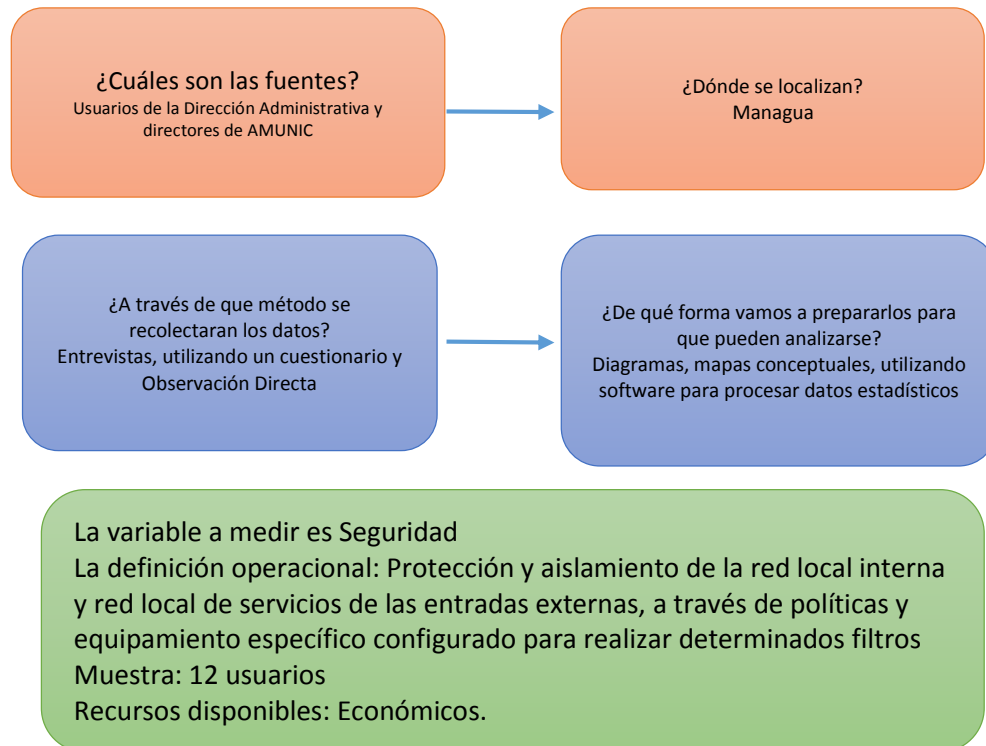 ¿Cuáles son las fuentes?
Usuarios de la Dirección Administrativa y
directores de AMUNIC
¿Dónde se localizan?
Managua
¿A través de que método se
recolectaran los datos?
Entrevistas, utilizando un cuestionario y
Observación Directa
¿De qué forma vamos a prepararlos para
que pueden analizarse?
Diagramas, mapas conceptuales, utilizando
software para procesar datos estadísticos
La variable a medir es Seguridad
La definición operacional: Protección y aislamiento de la red local interna
y red local de servicios de las entradas externas, a través de políticas y
equipamiento específico configurado para realizar determinados filtros
Muestra: 12 usuarios
Recursos disponibles: Económicos.